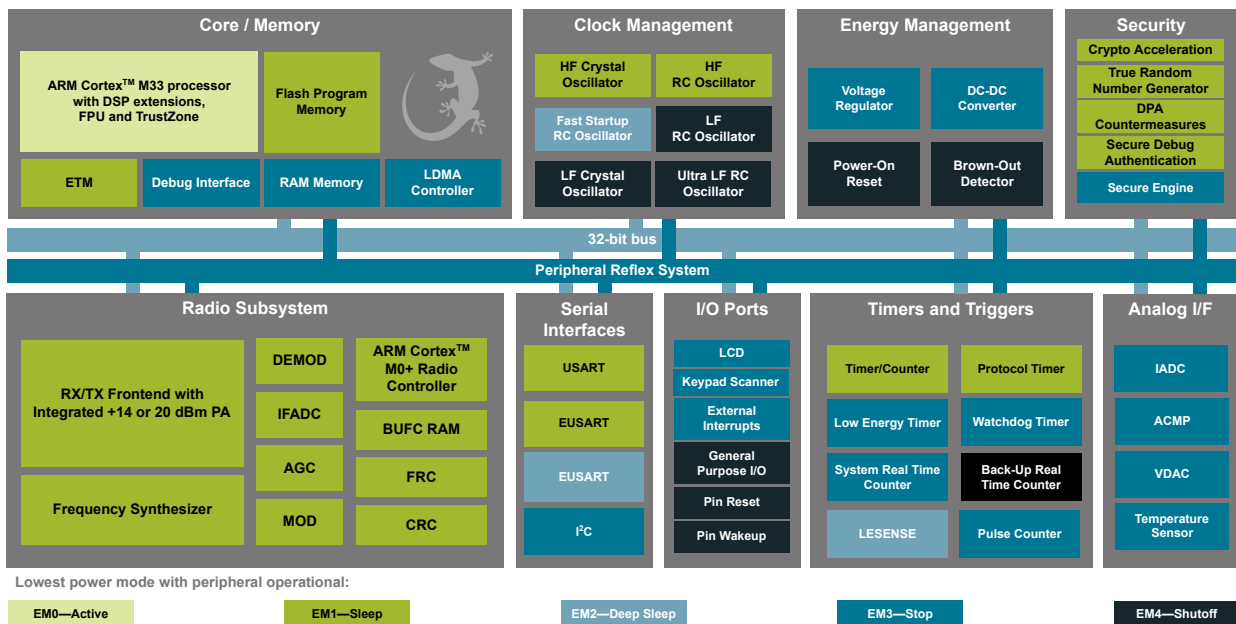 Core / Memory
ARM Cortex™ M33 processor
with DSP extensions,
FPU and TrustZone
Flash Program
Memory
ETM
Debug Interface
RAM Memory
LDMA
Controller
Clock Management
HF Crystal
Oscillator
HF
RC Oscillator
Fast Startup
RC Oscillator
LF
RC Oscillator
LF Crystal
Oscillator
Ultra LF RC
Oscillator
Energy Management
Voltage
Regulator
DC-DC
Converter
Power-On
Reset
Brown-Out
Detector
Security
Crypto Acceleration
True Random
Number Generator
DPA
Countermeasures
Secure Debug
Authentication
Secure Engine
32-bit bus
Peripheral Reflex System
Radio Subsystem
RX/TX Frontend with
Integrated +14 or 20 dBm PA
Frequency Synthesizer
DEMOD
IFADC
AGC
MOD
ARM Cortex™
M0+ Radio
Controller
BUFC RAM
FRC
CRC
Serial
Interfaces
USART
EUSART
EUSART
I²C
I/O Ports
LCD
Keypad Scanner
External
Interrupts
General
Purpose I/O
Pin Reset
Pin Wakeup
Timers and Triggers
Timer/Counter
Protocol Timer
Low Energy Timer
Watchdog Timer
System Real Time
Counter
Back-Up Real
Time Counter
LESENSE
Pulse Counter
Analog I/F
IADC
ACMP
VDAC
Temperature
Sensor
Lowest power mode with peripheral operational:
EM0—Active
EM1—Sleep
EM2—Deep Sleep
EM3—Stop
EM4—Shutoff